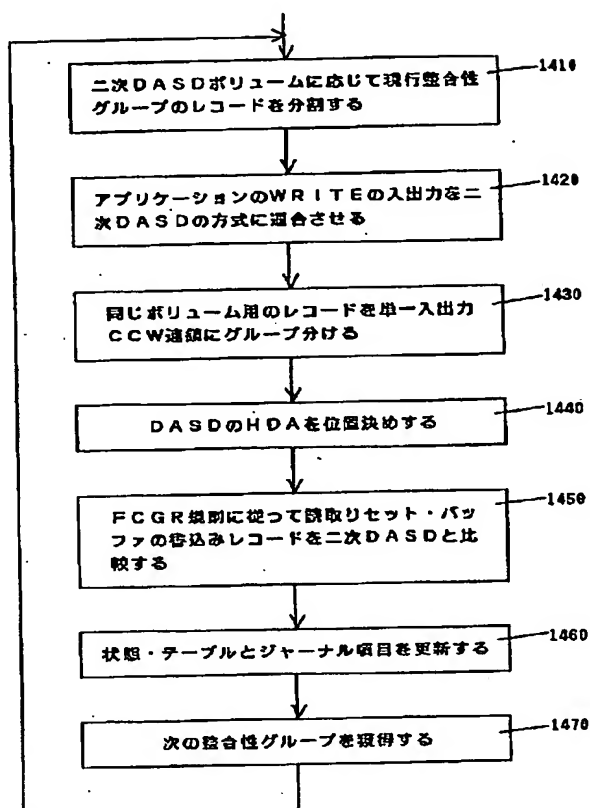 二次DASDボリュームに応じて現行整合性
グループのレコードを分割する
1410
アプリケーションのWRITEの入出力を二
次DASDの方式に適合させる
1420
同じボリューム用のレコードを単一入出力
CCW連鎖にグループ分けする
1430
DASDのHDAを位置決めする
1440
FCGR規則に従って読取りセット・バッ
ファの書込みレコードを二次DASDと比
較する
1450
状態・テーブルとジャーナル項目を更新する
1460
次の整合性グループを獲得する
1470